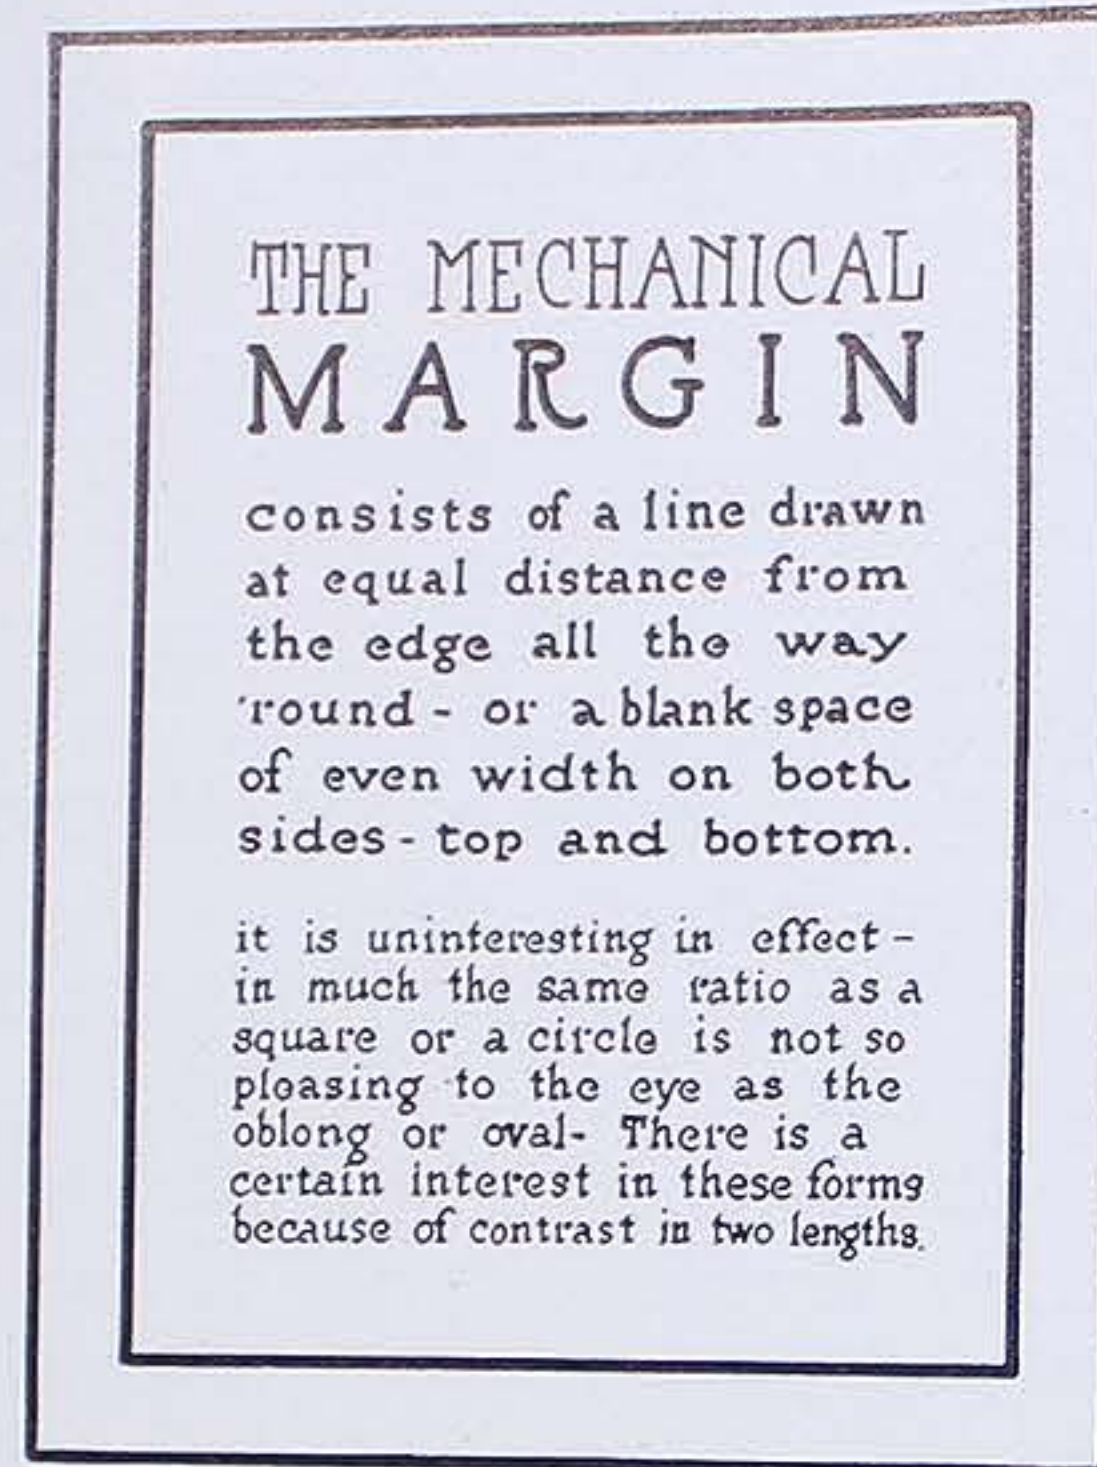 THE MECHANICAL
MARGIN
consists of a line drawn
at equal distance from
the edge all the way
'round - or a blank space
of even width on both
sides - top and bottom.
it is uninteresting in effect -
in much the same ratio as a
square or a circle is not so
pleasing to the eye as the
oblong or oval- There is a
certain interest in these forms
because of contrast in two lengths.